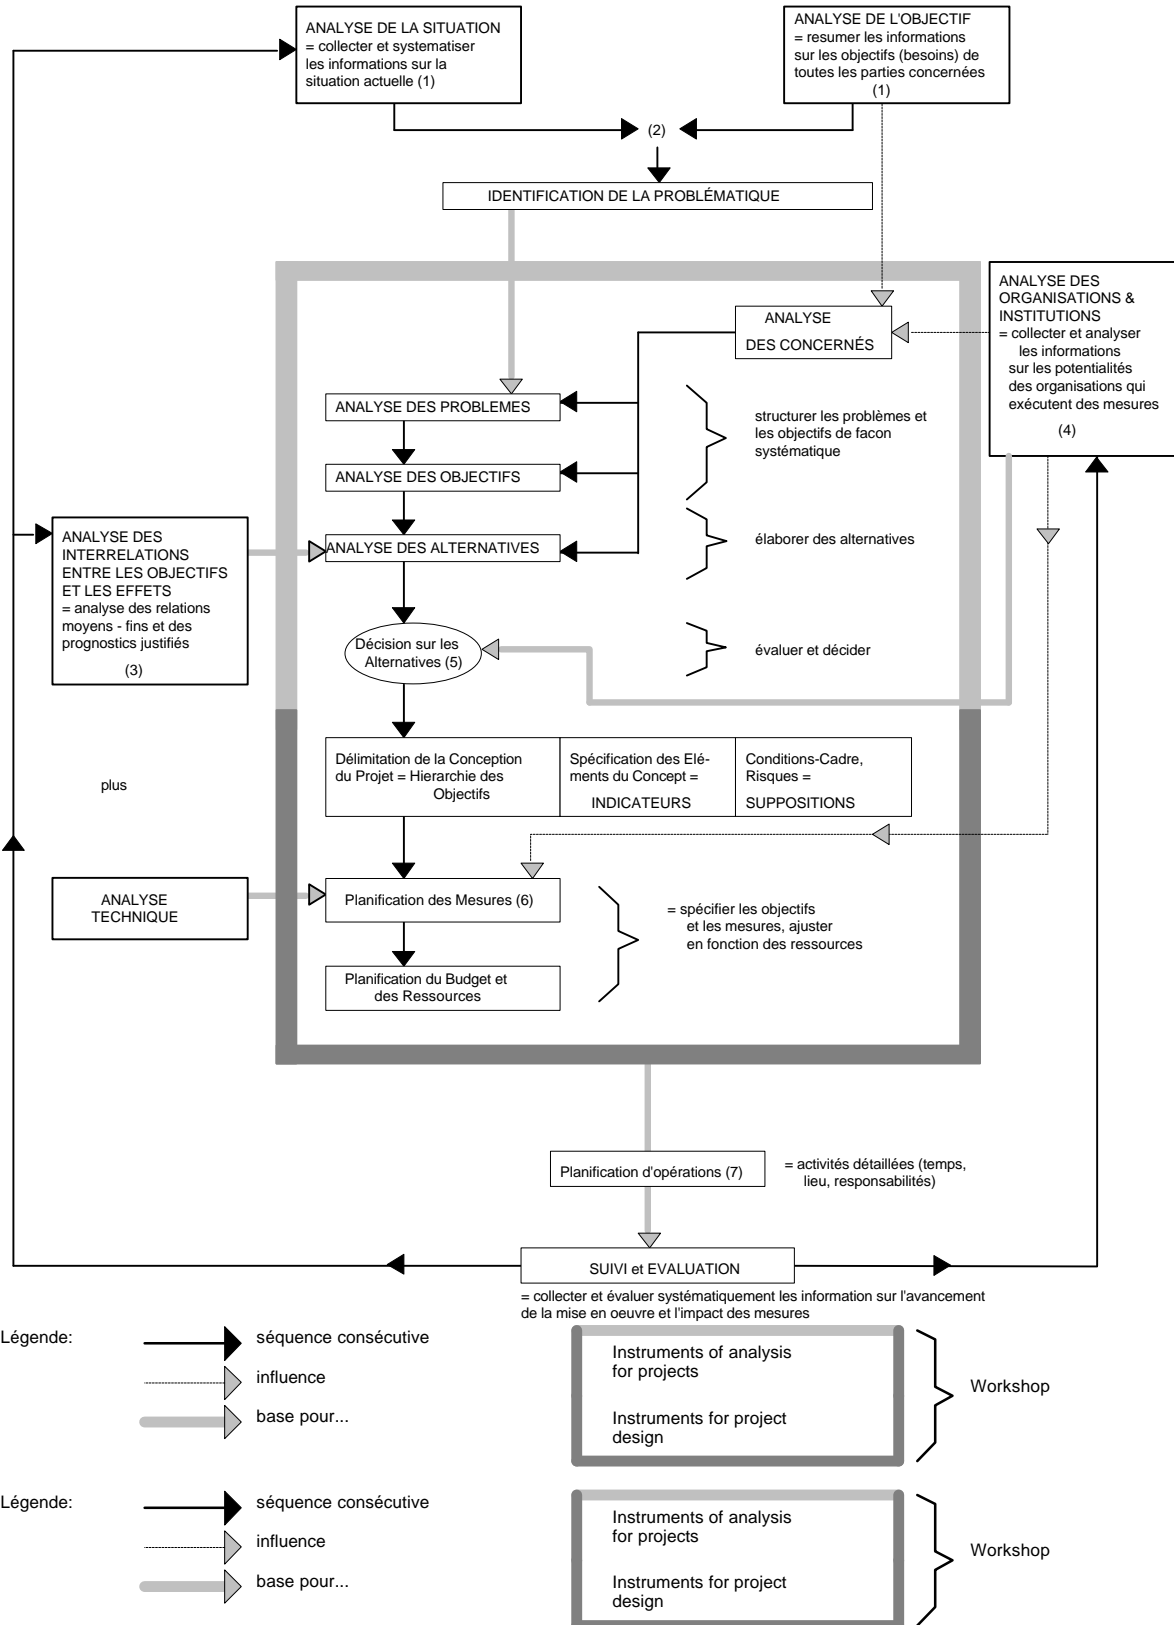 ANALYSE DE LA SITUATION
= collecter et systematiser
les informations sur la
situation actuelle (1)
ANALYSE DE L'OBJECTIF
= resumer les informations
sur les objectifs (besoins) de
toutes les parties concernées
(1)
(2)
IDENTIFICATION DE LA PROBLÉMATIQUE
ANALYSE DES
ORGANISATIONS &
INSTITUTIONS
= collecter et analyser
les informations
sur les potentialités
des organisations qui
exécutent des mesures
(4)
ANALYSE
DES CONCERNÉS
ANALYSE DES PROBLEMES
structurer les problèmes et
les objectifs de facon
systématique
ANALYSE DES OBJECTIFS
ANALYSE DES
INTERRELATIONS
ENTRE LES OBJECTIFS
ET LES EFFETS
= analyse des relations
moyens - fins et des
prognostics justifiés
(3)
ANALYSE DES ALTERNATIVES
élaborer des alternatives
Décision sur les
Alternatives (5)
évaluer et décider
Délimitation de la Conception
du Projet = Hierarchie des
Objectifs
Spécification des Elé-
ments du Concept =
INDICATEURS
Conditions-Cadre,
Risques =
SUPPOSITIONS
plus
ANALYSE
TECHNIQUE
Planification des Mesures (6)
= spécifier les objectifs
et les mesures, ajuster
en fonction des ressources
Planification du Budget et
des Ressources
Planification d'opérations (7)
= activités détaillées (temps,
lieu, responsabilités)
SUIVI et EVALUATION
= collecter et évaluer systématiquement les information sur l'avancement
de la mise en oeuvre et l'impact des mesures
Légende:
séquence consécutive
influence
base pour...
Instruments of analysis
for projects
Instruments for project
design
Workshop
Légende:
séquence consécutive
influence
base pour...
Instruments of analysis
for projects
Instruments for project
design
Workshop